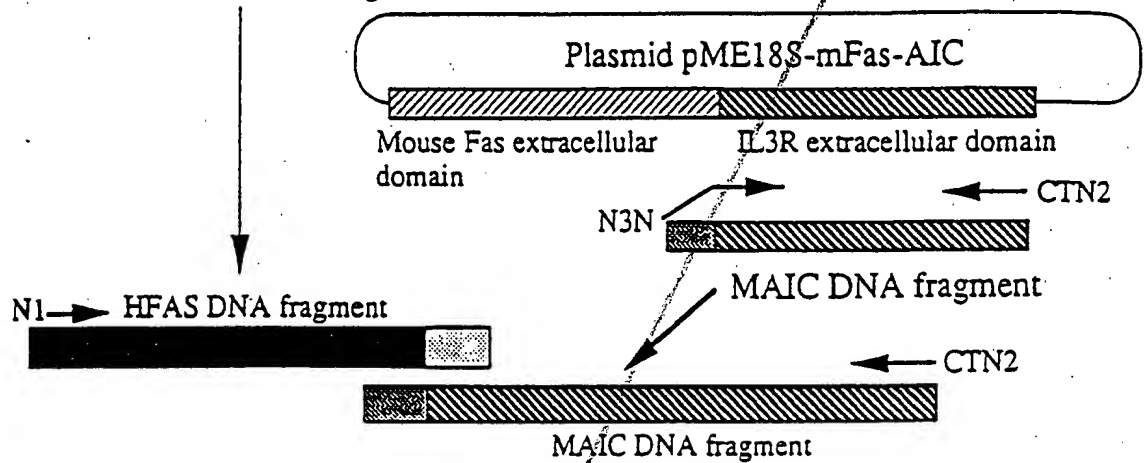 Plasmid pME18S-mFas-AIC
Mouse Fas extracellular
domain
IL3R extracellular domain
N3N
CTN2
MAIC DNA fragment
N1
HFAS DNA fragment
CTN2
MAIC DNA fragment